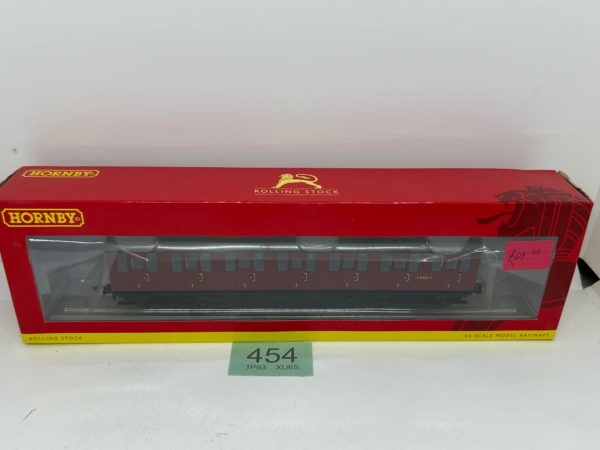 HORNBY
ROLLING STOCK
HORNBY
ROLLING STOCK
00 SCALE MODEL RAILWAYS
454
1P93 XU6S